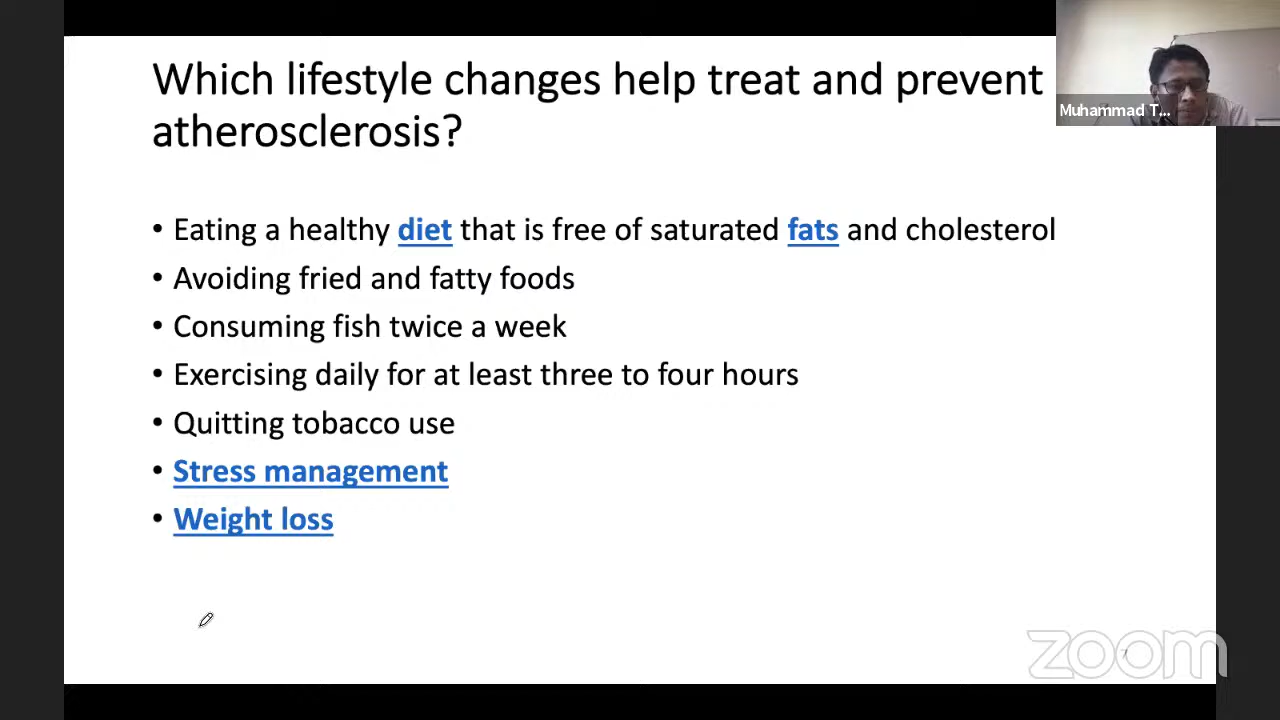 Which lifestyle changes help treat and prevent
atherosclerosis?
Muhammad T...
• Eating a healthy diet that is free of saturated fats and cholesterol
• Avoiding fried and fatty foods
• Consuming fish twice a week
• Exercising daily for at least three to four hours
• Quitting tobacco use
• Stress management
• Weight loss
zoom
7